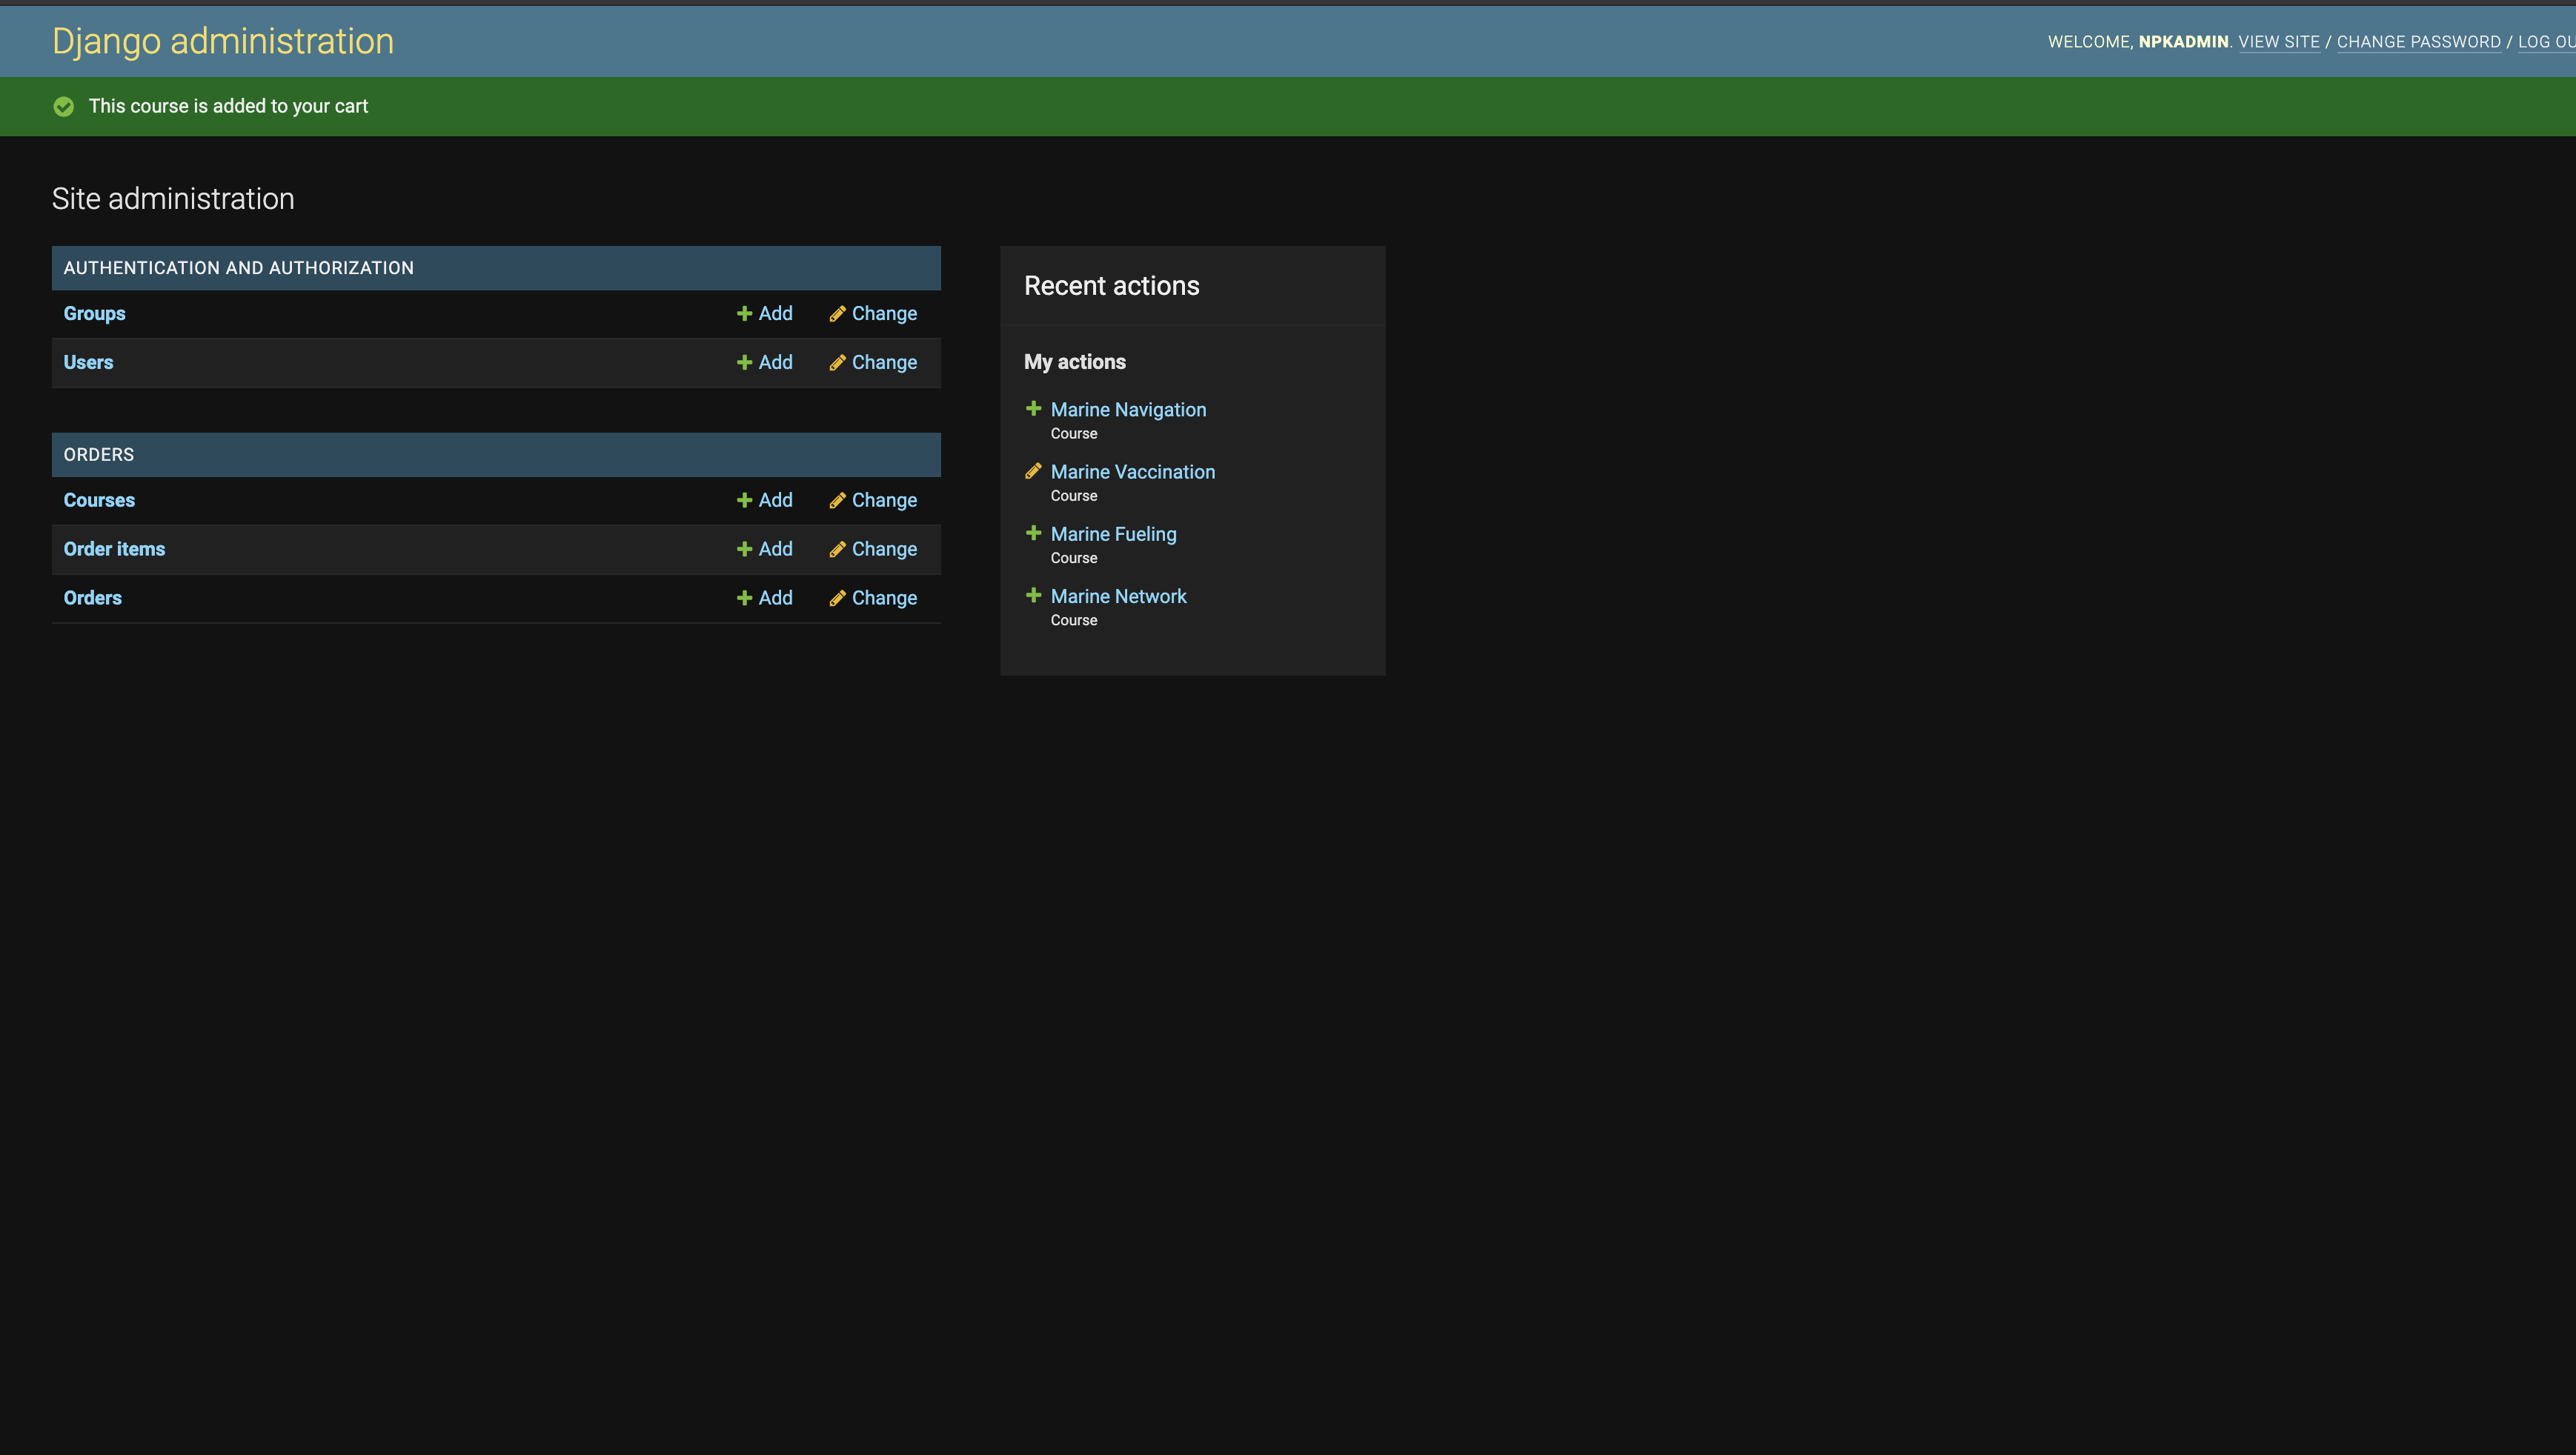 Django administration
WELCOME, NPKADMIN. VIEW SITE / CHANGE PASSWORD / LOG OU
This course is added to your cart
Site administration
AUTHENTICATION AND AUTHORIZATION
Groups Add Change
Users Add Change
ORDERS
Courses Add Change
Order items Add Change
Orders Add Change
Recent actions
My actions
Marine Navigation
Course
Marine Vaccination
Course
Marine Fueling
Course
Marine Network
Course